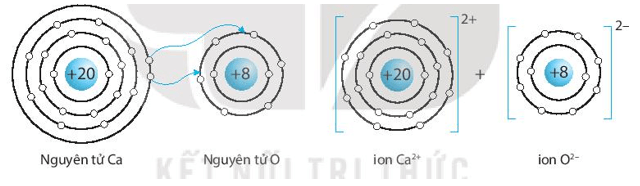 +20
+8
+20
2+
+
+8
2–
Nguyên tử Ca
Nguyên tử O
ion Ca²⁺
ion O²⁻
KẾT NỐI TRI THỨC